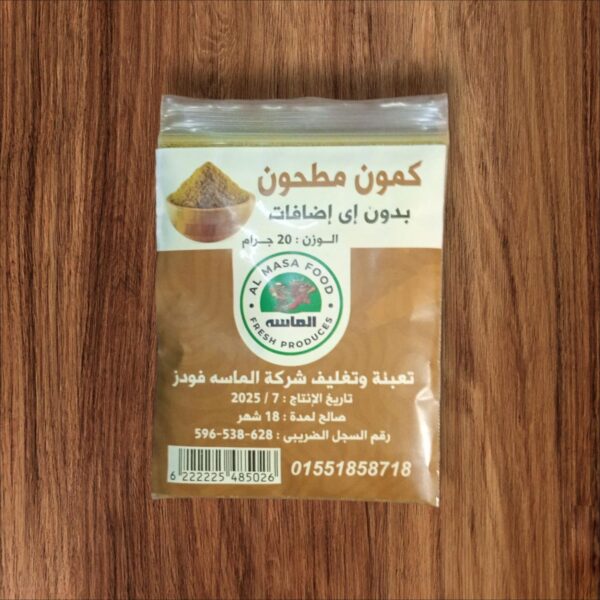 كمون مطحون
بدون إى إضافات
الوزن : 20 جرام
AL MASA FOOD
الماسه
FRESH PRODUCES
تعبئة وتغليف شركة الماسه فودز
تاريخ الإنتاج : 7 / 2025
صالح لمدة : 18 شهر
رقم السجل الضريبى : 628-538-596
6 222225 485026
01551858718